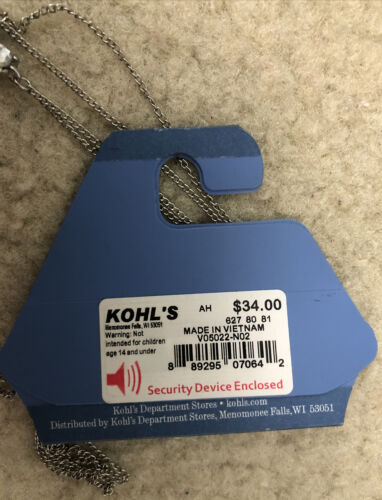 KOHL'S AH $34.00
Menomonee Falls, WI 53051 627 80 81
Warning: Not MADE IN VIETNAM
intended for children V05022-N02
age 14 and under
8 89295 07064 2
Security Device Enclosed
Kohl's Department Stores • kohls.com
Distributed by Kohl's Department Stores, Menomonee Falls, WI 53051